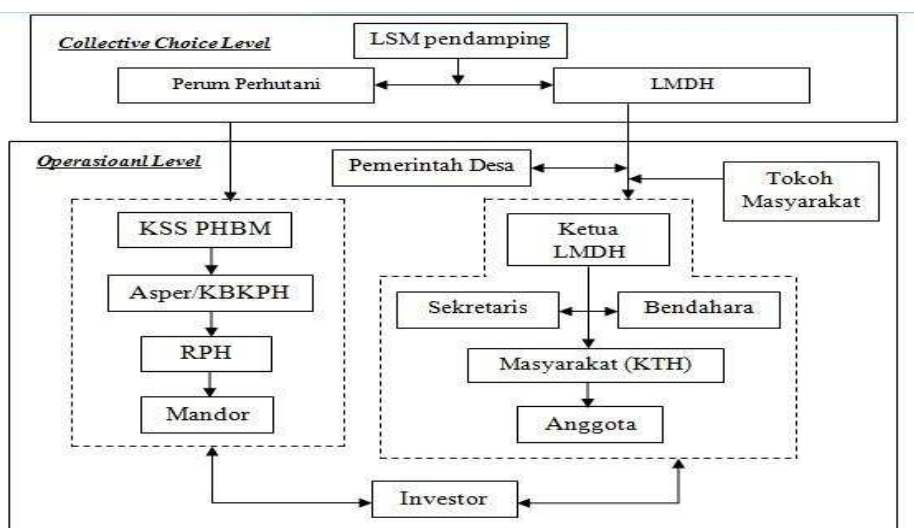 Collective Choice Level
LSM pendamping
Perum Perhutani
LMDH
Operasioanl Level
Pemerintah Desa
Tokoh
Masyarakat
KSS PHBM
Ketua
LMDH
Asper/KBKPH
Sekretaris
Bendahara
RPH
Masyarakat (KTH)
Mandor
Anggota
Investor